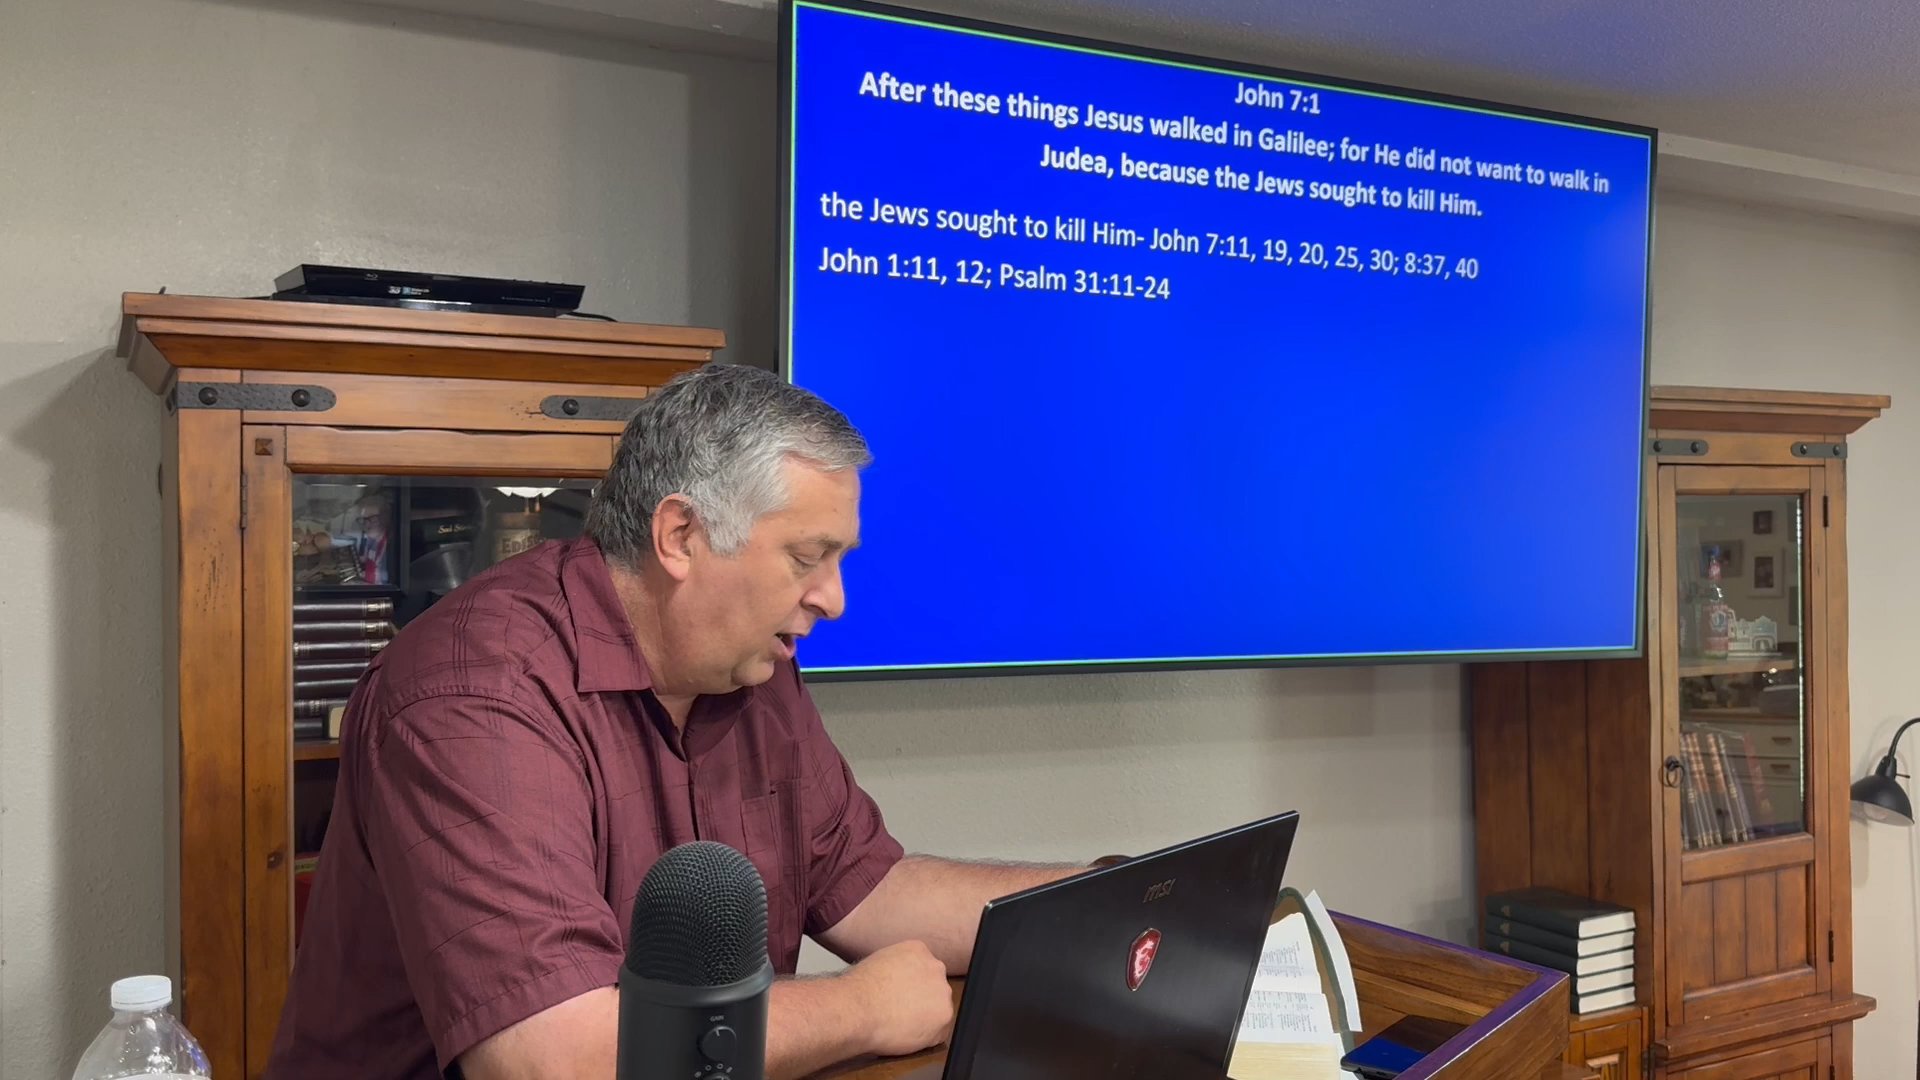 John 7:1
After these things Jesus walked in Galilee; for He did not want to walk in
Judea, because the Jews sought to kill Him.
the Jews sought to kill Him- John 7:11, 19, 20, 25, 30; 8:37, 40
John 1:11, 12; Psalm 31:11-24
msi
GAIN